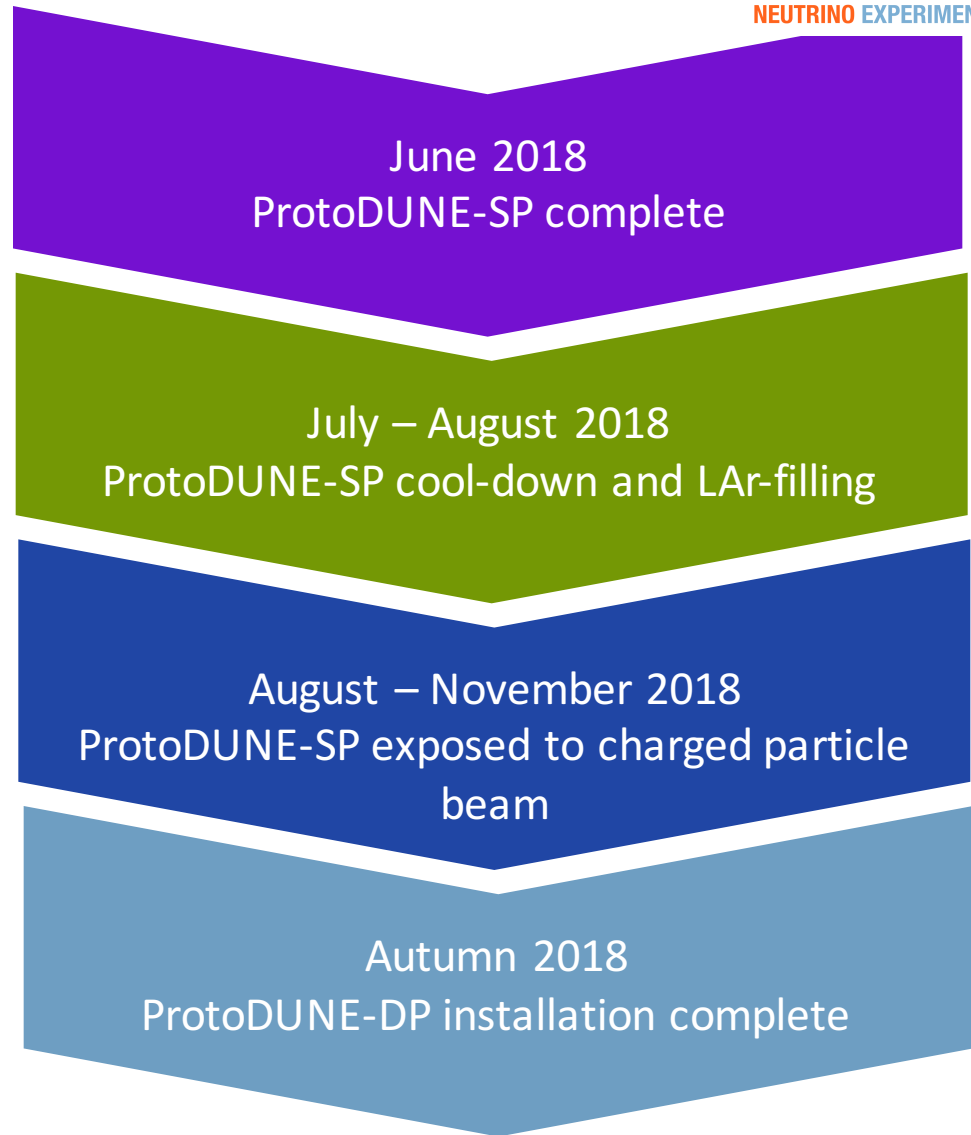 NEUTRINO EXPERIMEN
June 2018
ProtoDUNE-SP complete
July – August 2018
ProtoDUNE-SP cool-down and LAr-filling
August – November 2018
ProtoDUNE-SP exposed to charged particle
beam
Autumn 2018
ProtoDUNE-DP installation complete